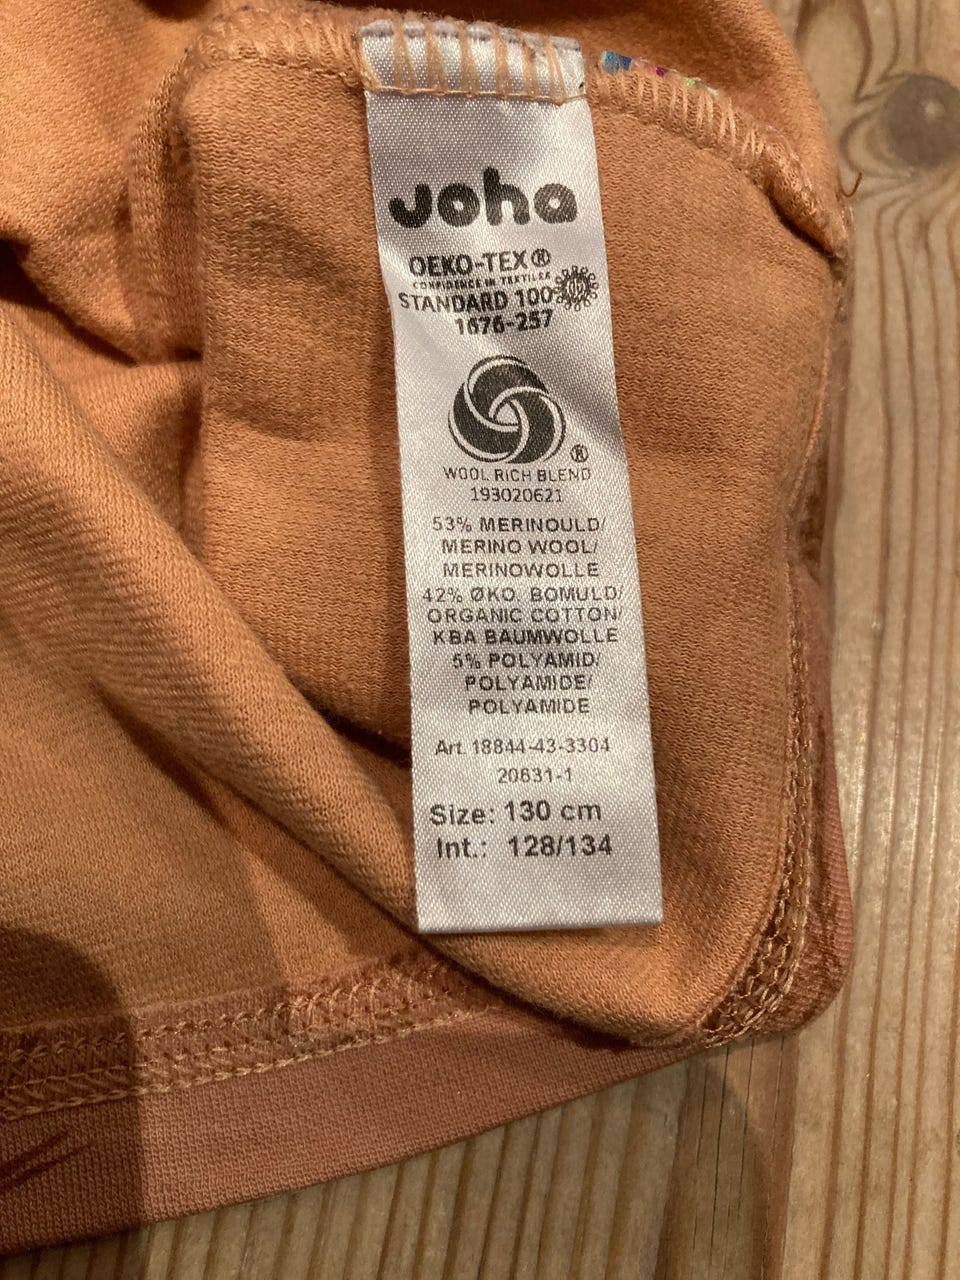 Joha
OEKO-TEX®
CONFIDENCE IN TEXTILES
STANDARD 100
1676-257
®
WOOL RICH BLEND
193020621
53% MERINOULD/
MERINO WOOL/
MERINOWOLLE
42% ØKO. BOMULD/
ORGANIC COTTON/
KBA BAUMWOLLE
5% POLYAMID/
POLYAMIDE/
POLYAMIDE
Art. 18844-43-3304
20631-1
Size: 130 cm
Int.: 128/134